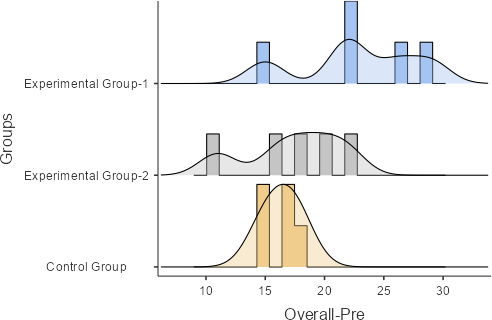 Groups
Experimental Group-1
Experimental Group-2
Control Group
10 15 20 25 30
Overall-Pre